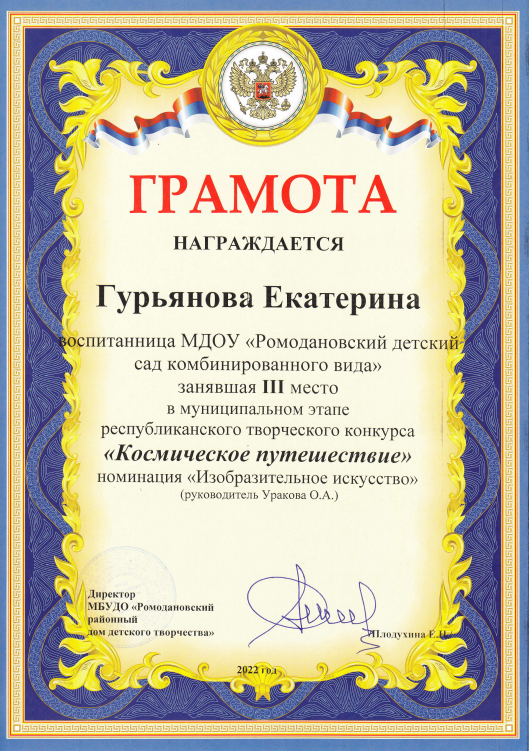 ГРАМОТА
НАГРАЖДАЕТСЯ
Гурьянова Екатерина
воспитанница МДОУ «Ромодановский детский
сад комбинированного вида»
занявшая III место
в муниципальном этапе
республиканского творческого конкурса
«Космическое путешествие»
номинация «Изобразительное искусство»
(руководитель Уракова О.А.)
Директор
МБУДО «Ромодановский
районный
дом детского творчества»
/Плодухина Е.П./
2022 год